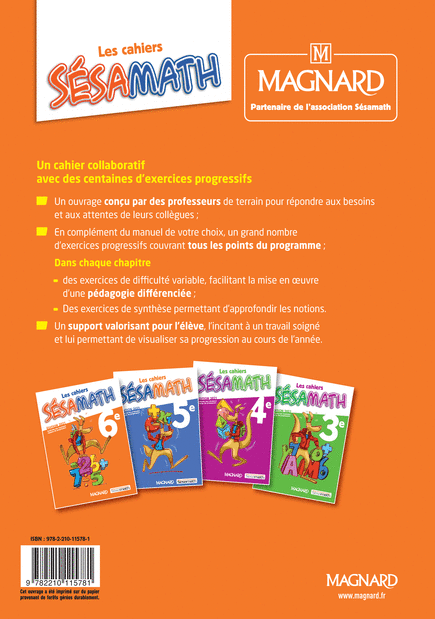 Les cahiers
SÉSAMATH
M
MAGNARD
Partenaire de l'association Sésamath
Un cahier collaboratif
avec des centaines d'exercices progressifs
Un ouvrage conçu par des professeurs de terrain pour répondre aux besoins
et aux attentes de leurs collègues ;
En complément du manuel de votre choix, un grand nombre
d'exercices progressifs couvrant tous les points du programme ;
Dans chaque chapitre
- des exercices de difficulté variable, facilitant la mise en œuvre
d'une pédagogie différenciée ;
- Des exercices de synthèse permettant d'approfondir les notions.
Un support valorisant pour l'élève, l'incitant à un travail soigné
et lui permettant de visualiser sa progression au cours de l'année.
Les cahiers
SÉSAMATH
6e
MAGNARD
Les cahiers
SÉSAMATH
5e
MAGNARD
Les cahiers
SÉSAMATH
4e
MAGNARD
Les cahiers
SÉSAMATH
3e
MAGNARD
ISBN : 978-2-210-11578-1
9 782210 115781
Cet ouvrage a été imprimé sur du papier
provenant de forêts gérées durablement.
MAGNARD
www.magnard.fr